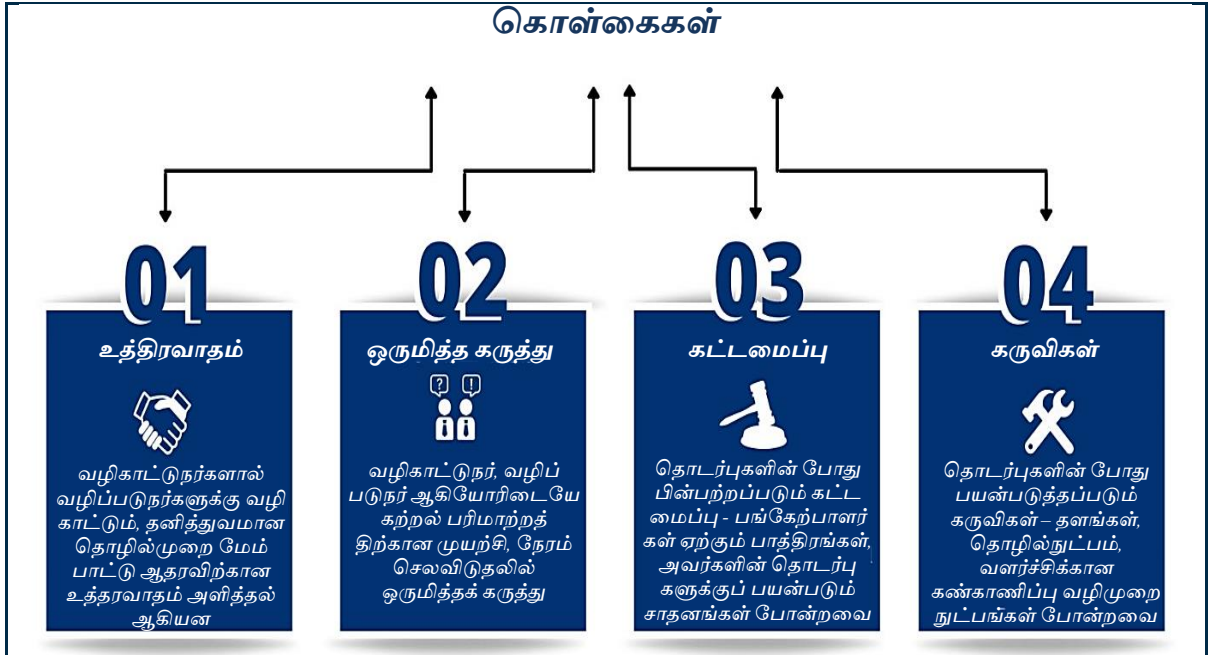 கொள்கைகள்
01
உத்திரவாதம்
வழிகாட்டுநர்களால்
வழிப்படுநர்களுக்கு வழி
காட்டும், தனித்துவமான
தொழில்முறை மேம்
பாட்டு ஆதரவிற்கான
உத்தரவாதம் அளித்தல்
ஆகியன
02
ஒருமித்த கருத்து
? !
வழிகாட்டுநர், வழிப்
படுநர் ஆகியோரிடையே
கற்றல் பரிமாற்றத்
திற்கான முயற்சி, நேரம்
செலவிடுதலில்
ஒருமித்தக் கருத்து
03
கட்டமைப்பு
தொடர்புகளின் போது
பின்பற்றப்படும் கட்ட
மைப்பு - பங்கேற்பாளர்
கள் ஏற்கும் பாத்திரங்கள்,
அவர்களின் தொடர்பு
களுக்குப் பயன்படும்
சாதனங்கள் போன்றவை
04
கருவிகள்
தொடர்புகளின் போது
பயன்படுத்தப்படும்
கருவிகள் – தளங்கள்,
தொழில்நுட்பம்,
வளர்ச்சிக்கான
கண்காணிப்பு வழிமுறை
நுட்பங்கள் போன்றவை